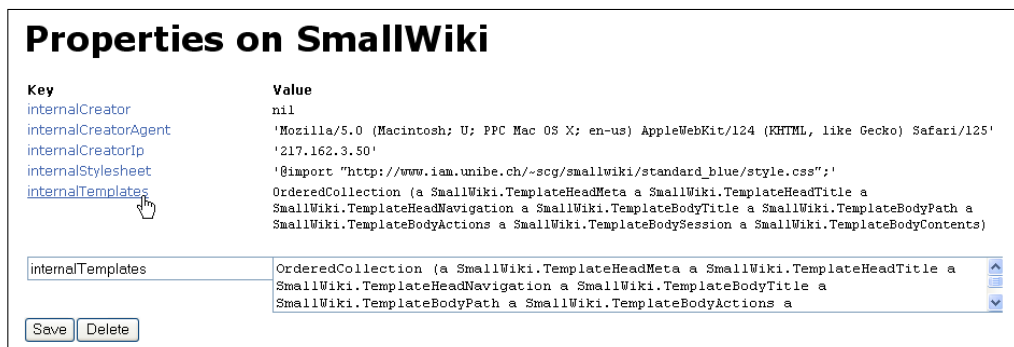 Properties on SmallWiki
Key Value
internalCreator nil
internalCreatorAgent 'Mozilla/5.0 (Macintosh; U; PPC Mac OS X; en-us) AppleWebKit/124 (KHTML, like Gecko) Safari/125'
internalCreatorIp '217.162.3.50'
internalStylesheet '@import "http://www.iam.unibe.ch/~scg/smallwiki/standard_blue/style.css";'
internalTemplates OrderedCollection (a SmallWiki.TemplateHeadMeta a SmallWiki.TemplateHeadTitle a
SmallWiki.TemplateHeadNavigation a SmallWiki.TemplateBodyTitle a SmallWiki.TemplateBodyPath a
SmallWiki.TemplateBodyActions a SmallWiki.TemplateBodySession a SmallWiki.TemplateBodyContents)
internalTemplates OrderedCollection (a SmallWiki.TemplateHeadMeta a SmallWiki.TemplateHeadTitle a
SmallWiki.TemplateHeadNavigation a SmallWiki.TemplateBodyTitle a
SmallWiki.TemplateBodyPath a SmallWiki.TemplateBodyActions a
Save Delete